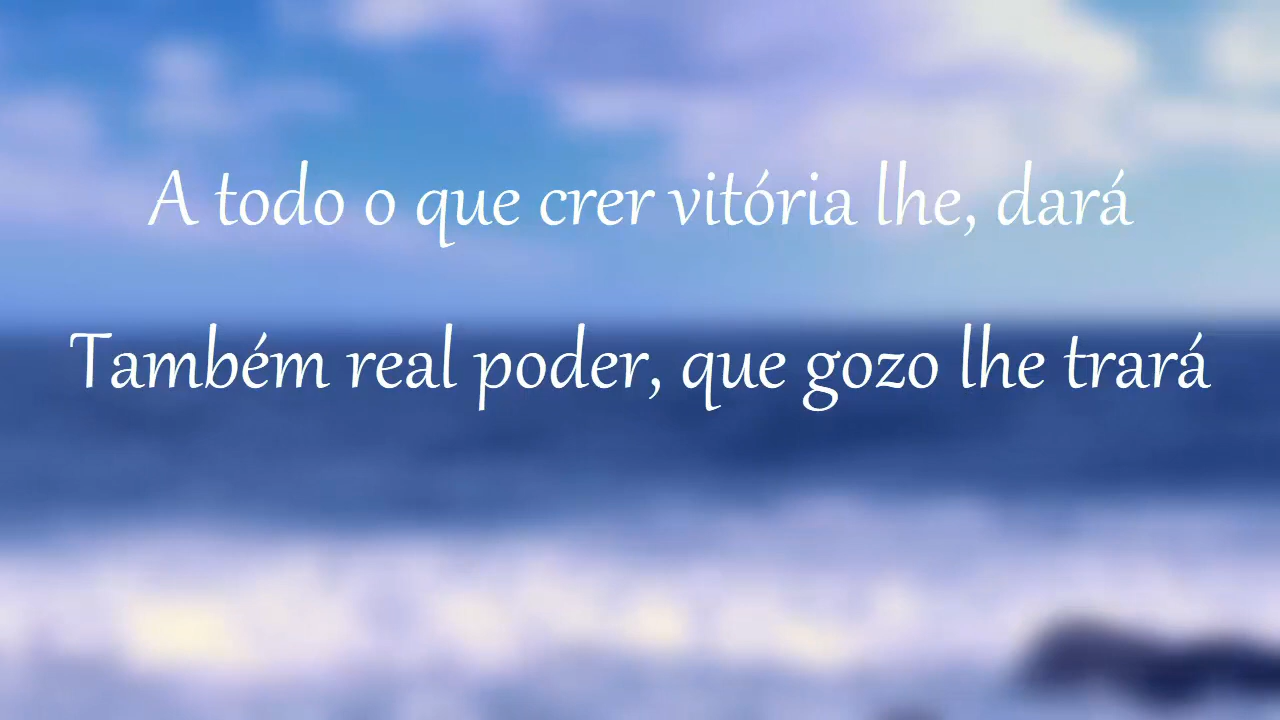 A todo o que crer vitória lhe, dará
Também real poder, que gozo lhe trará